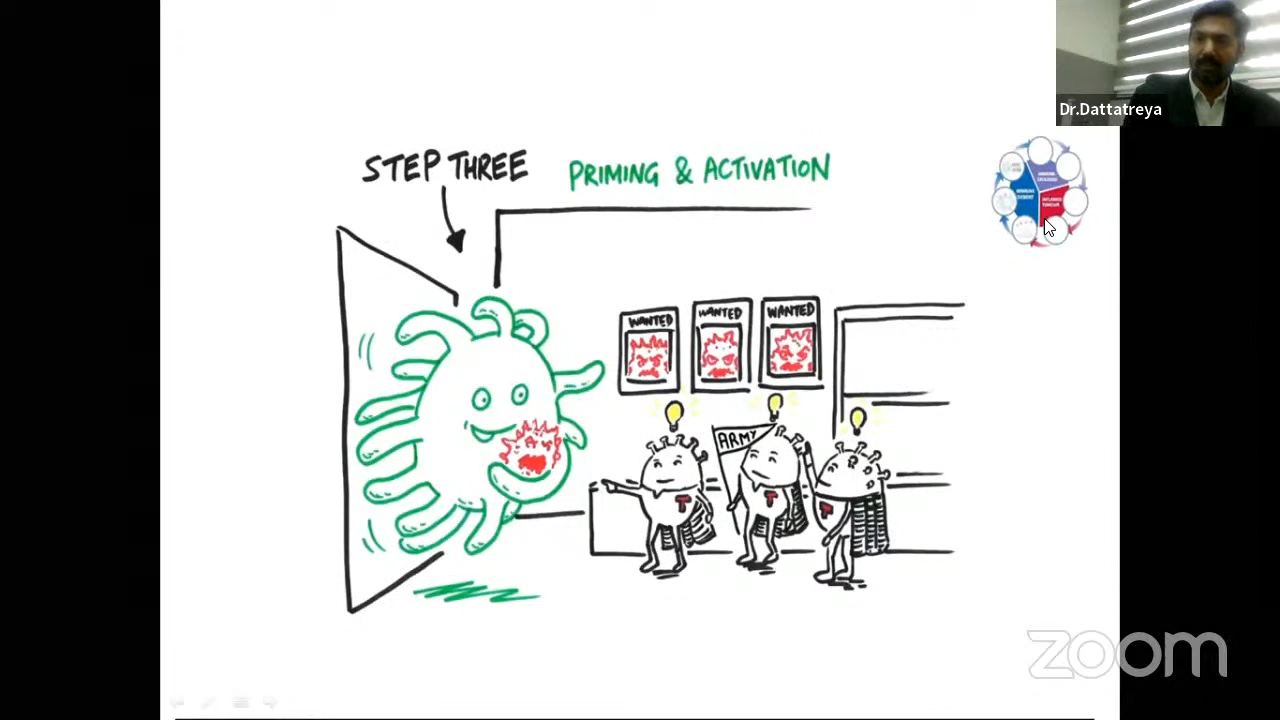 Dr.Dattatreya
STEP THREE
PRIMING & ACTIVATION
WANTED
WANTED
WANTED
ARMY
T
T
T
zoom